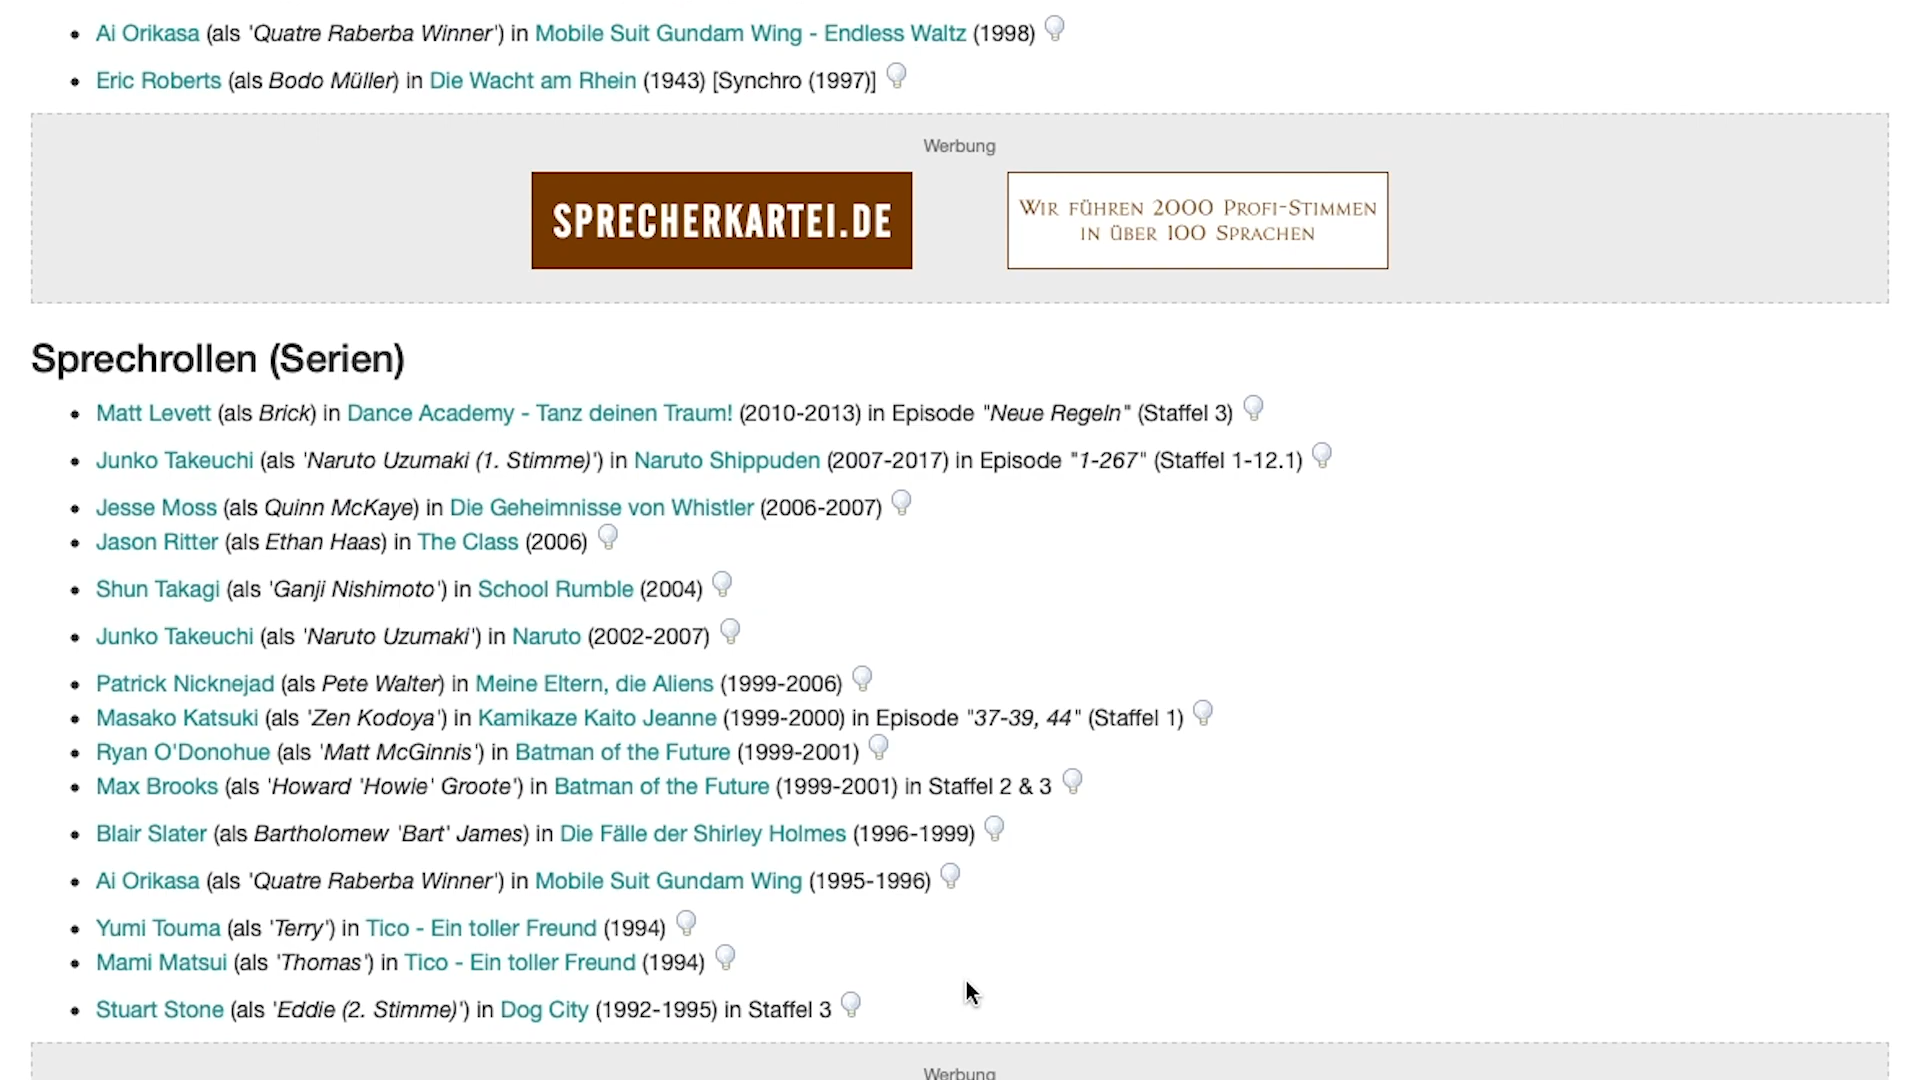 Ai Orikasa (als 'Quatre Raberba Winner') in Mobile Suit Gundam Wing - Endless Waltz (1998)
Eric Roberts (als Bodo Müller) in Die Wacht am Rhein (1943) [Synchro (1997)]
Werbung
SPRECHERKARTEI.DE
Wir führen 2000 Profi-Stimmen
in über 100 Sprachen
Sprechrollen (Serien)
Matt Levett (als Brick) in Dance Academy - Tanz deinen Traum! (2010-2013) in Episode "Neue Regeln" (Staffel 3)
Junko Takeuchi (als 'Naruto Uzumaki (1. Stimme)') in Naruto Shippuden (2007-2017) in Episode "1-267" (Staffel 1-12.1)
Jesse Moss (als Quinn McKaye) in Die Geheimnisse von Whistler (2006-2007)
Jason Ritter (als Ethan Haas) in The Class (2006)
Shun Takagi (als 'Ganji Nishimoto') in School Rumble (2004)
Junko Takeuchi (als 'Naruto Uzumaki') in Naruto (2002-2007)
Patrick Nicknejad (als Pete Walter) in Meine Eltern, die Aliens (1999-2006)
Masako Katsuki (als 'Zen Kodoya') in Kamikaze Kaito Jeanne (1999-2000) in Episode "37-39, 44" (Staffel 1)
Ryan O'Donohue (als 'Matt McGinnis') in Batman of the Future (1999-2001)
Max Brooks (als 'Howard 'Howie' Groote') in Batman of the Future (1999-2001) in Staffel 2 & 3
Blair Slater (als Bartholomew 'Bart' James) in Die Fälle der Shirley Holmes (1996-1999)
Ai Orikasa (als 'Quatre Raberba Winner') in Mobile Suit Gundam Wing (1995-1996)
Yumi Touma (als 'Terry') in Tico - Ein toller Freund (1994)
Mami Matsui (als 'Thomas') in Tico - Ein toller Freund (1994)
Stuart Stone (als 'Eddie (2. Stimme)') in Dog City (1992-1995) in Staffel 3
Werbung